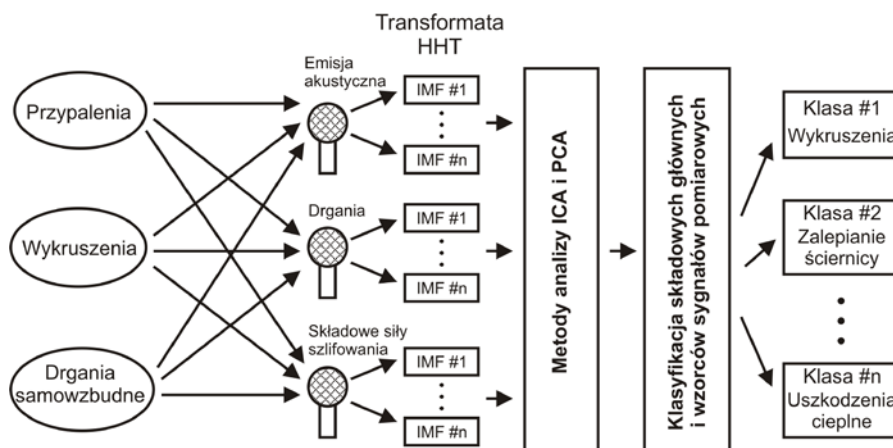 Transformata
HHT
Przypalenia
Wykruszenia
Drgania
samowzbudne
Emisja
akustyczna
IMF #1
IMF #n
Drgania
IMF #1
IMF #n
Składowe siły
szlifowania
IMF #1
IMF #n
Metody analizy ICA i PCA
Klasyfikacja składowych głównych
i wzorców sygnałów pomiarowych
Klasa #1
Wykruszenia
Klasa #2
Zalepianie
ściernicy
Klasa #n
Uszkodzenia
cieplne